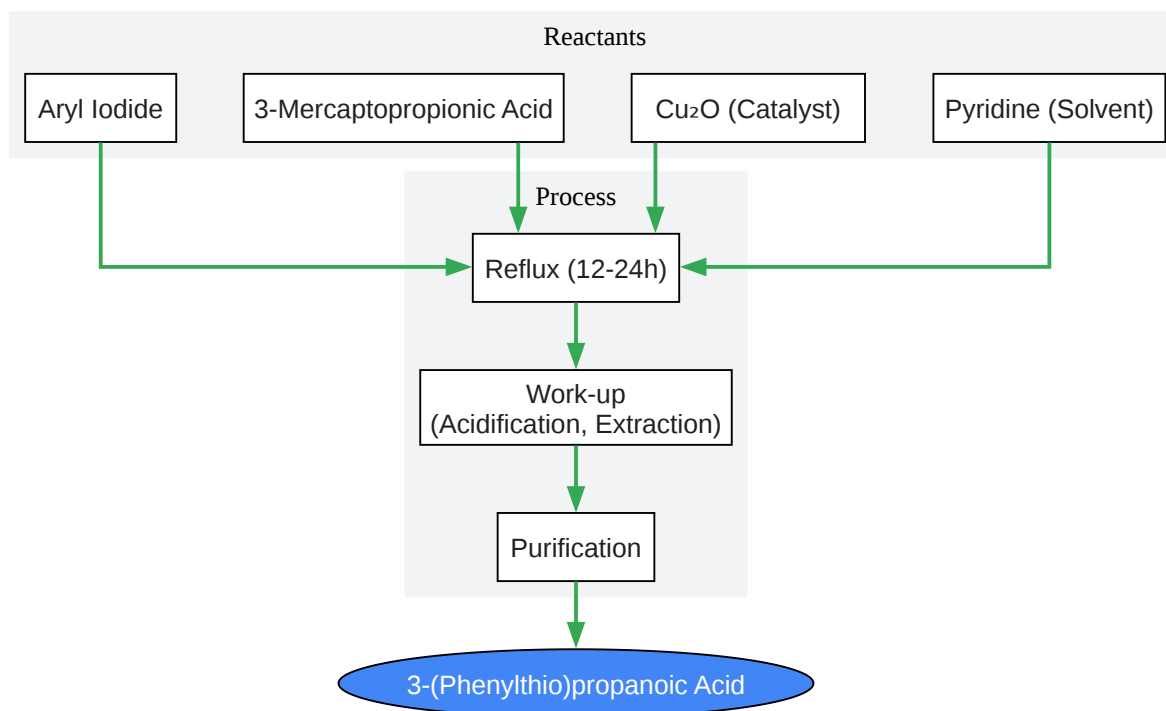 Reactants
Aryl Iodide
3-Mercaptopropionic Acid
Cu₂O (Catalyst)
Pyridine (Solvent)
Process
Reflux (12-24h)
Work-up
(Acidification, Extraction)
Purification
3-(Phenylthio)propanoic Acid